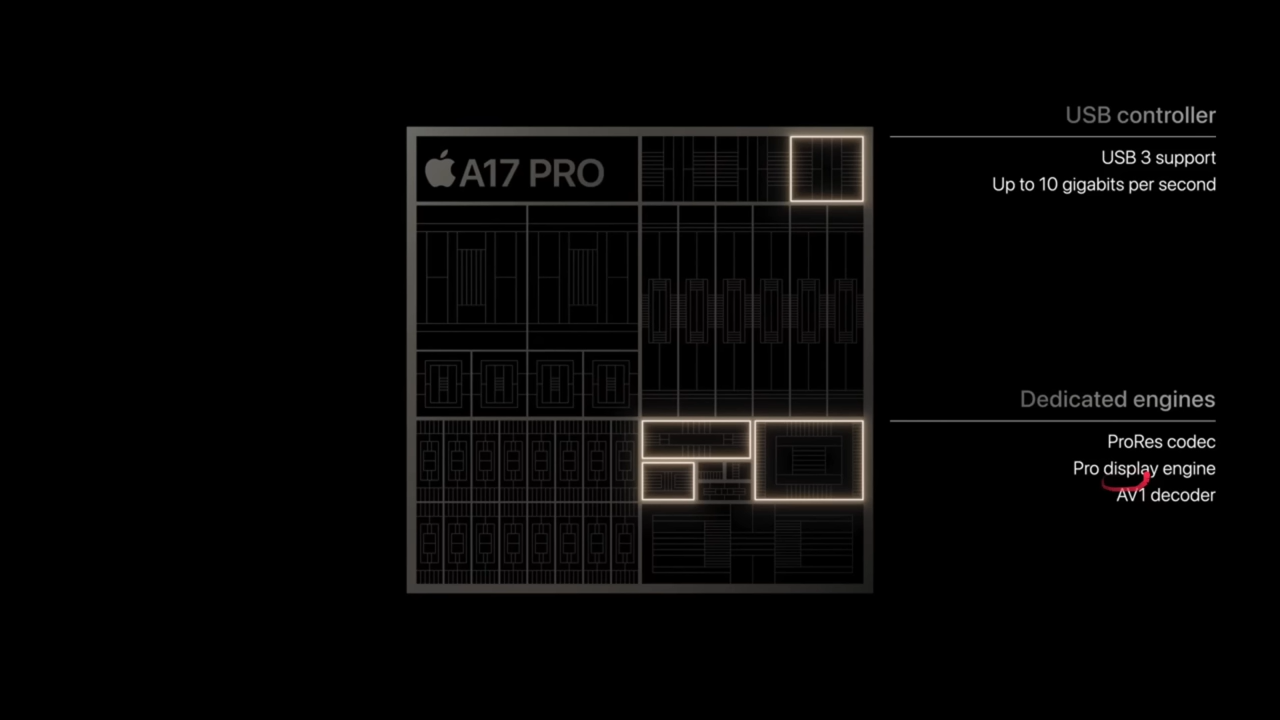 A17 PRO
USB controller
USB 3 support
Up to 10 gigabits per second
Dedicated engines
ProRes codec
Pro display engine
AV1 decoder